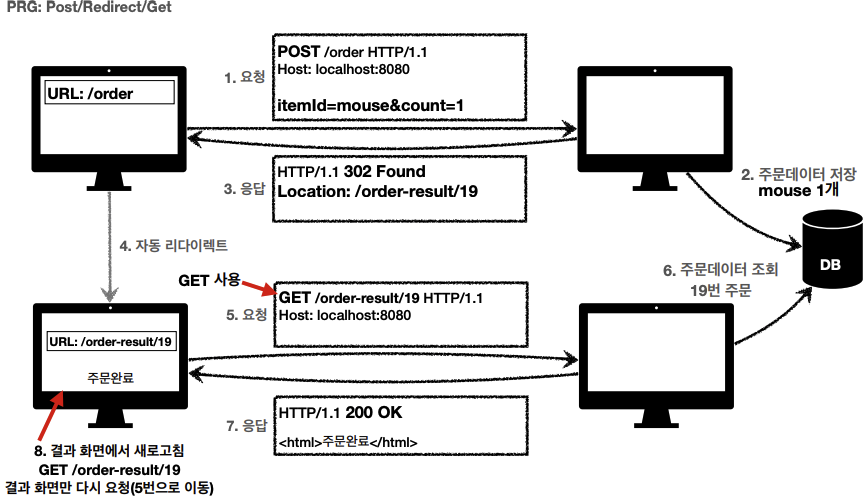 PRG: Post/Redirect/Get
URL: /order
1. 요청
POST /order HTTP/1.1
Host: localhost:8080
itemId=mouse&count=1
3. 응답
HTTP/1.1 302 Found
Location: /order-result/19
2. 주문데이터 저장
mouse 1개
DB
4. 자동 리다이렉트
GET 사용
5. 요청
GET /order-result/19 HTTP/1.1
Host: localhost:8080
6. 주문데이터 조회
19번 주문
URL: /order-result/19
주문완료
7. 응답
HTTP/1.1 200 OK
<html>주문완료</html>
8. 결과 화면에서 새로고침
GET /order-result/19
결과 화면만 다시 요청(5번으로 이동)